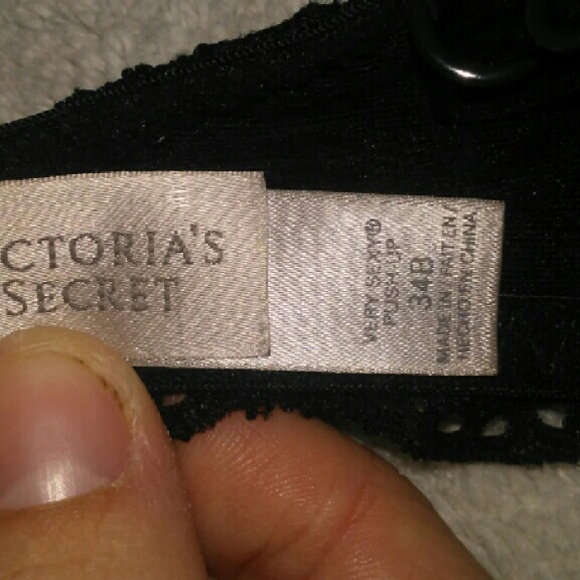 CTORIA'S
SECRET
VERY SEXY®
PUSH-UP
34B
MADE IN / FAIT EN /
HECHO EN CHINA